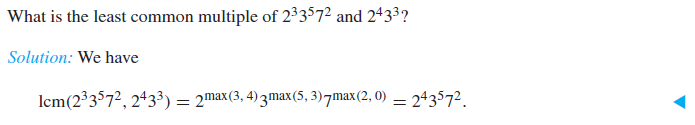 What is the least common multiple of 2³3⁵7² and 2⁴3³?
Solution: We have
lcm(2³3⁵7², 2⁴3³) = 2^max(3, 4) 3^max(5, 3) 7^max(2, 0) = 2⁴3⁵7².